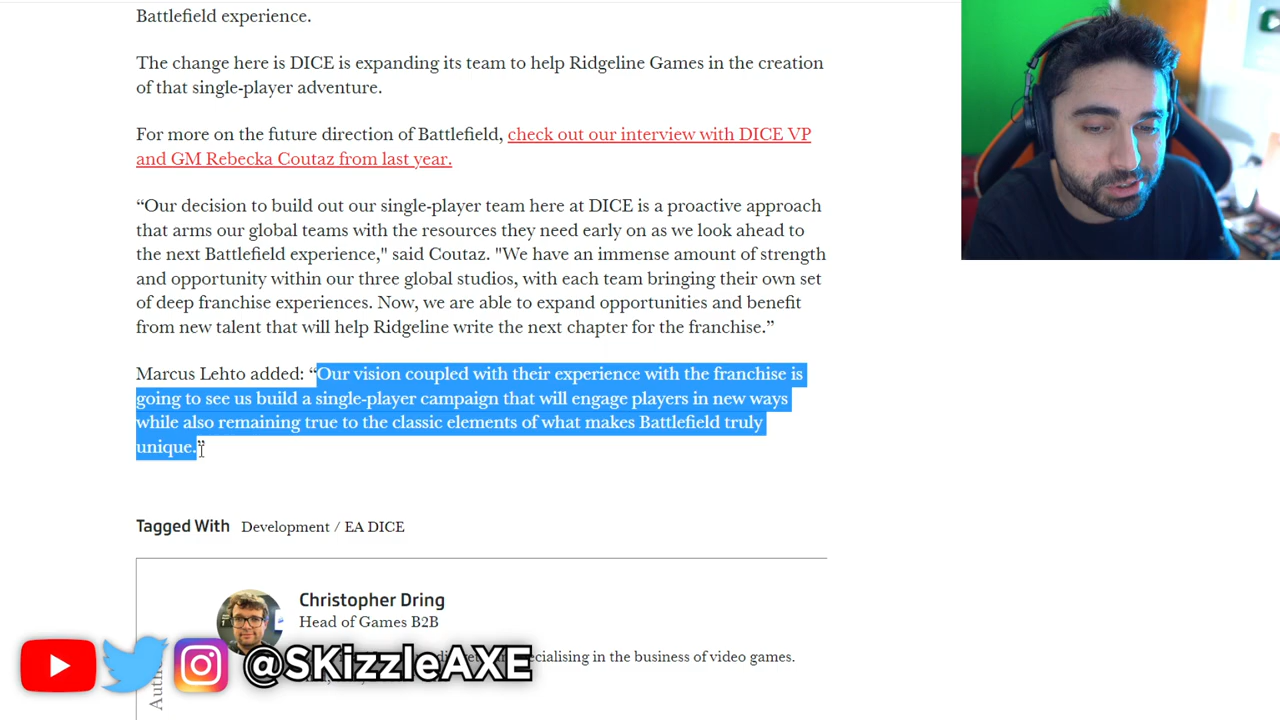 Battlefield experience.
The change here is DICE is expanding its team to help Ridgeline Games in the creation
of that single-player adventure.
For more on the future direction of Battlefield, check out our interview with DICE VP
and GM Rebecka Coutaz from last year.
“Our decision to build out our single-player team here at DICE is a proactive approach
that arms our global teams with the resources they need early on as we look ahead to
the next Battlefield experience," said Coutaz. "We have an immense amount of strength
and opportunity within our three global studios, with each team bringing their own set
of deep franchise experiences. Now, we are able to expand opportunities and benefit
from new talent that will help Ridgeline write the next chapter for the franchise.”
Marcus Lehto added: “Our vision coupled with their experience with the franchise is
going to see us build a single-player campaign that will engage players in new ways
while also remaining true to the classic elements of what makes Battlefield truly
unique.”
Tagged With Development / EA DICE
Christopher Dring
Head of Games B2B
specialising in the business of video games.
@SKizzleAXE